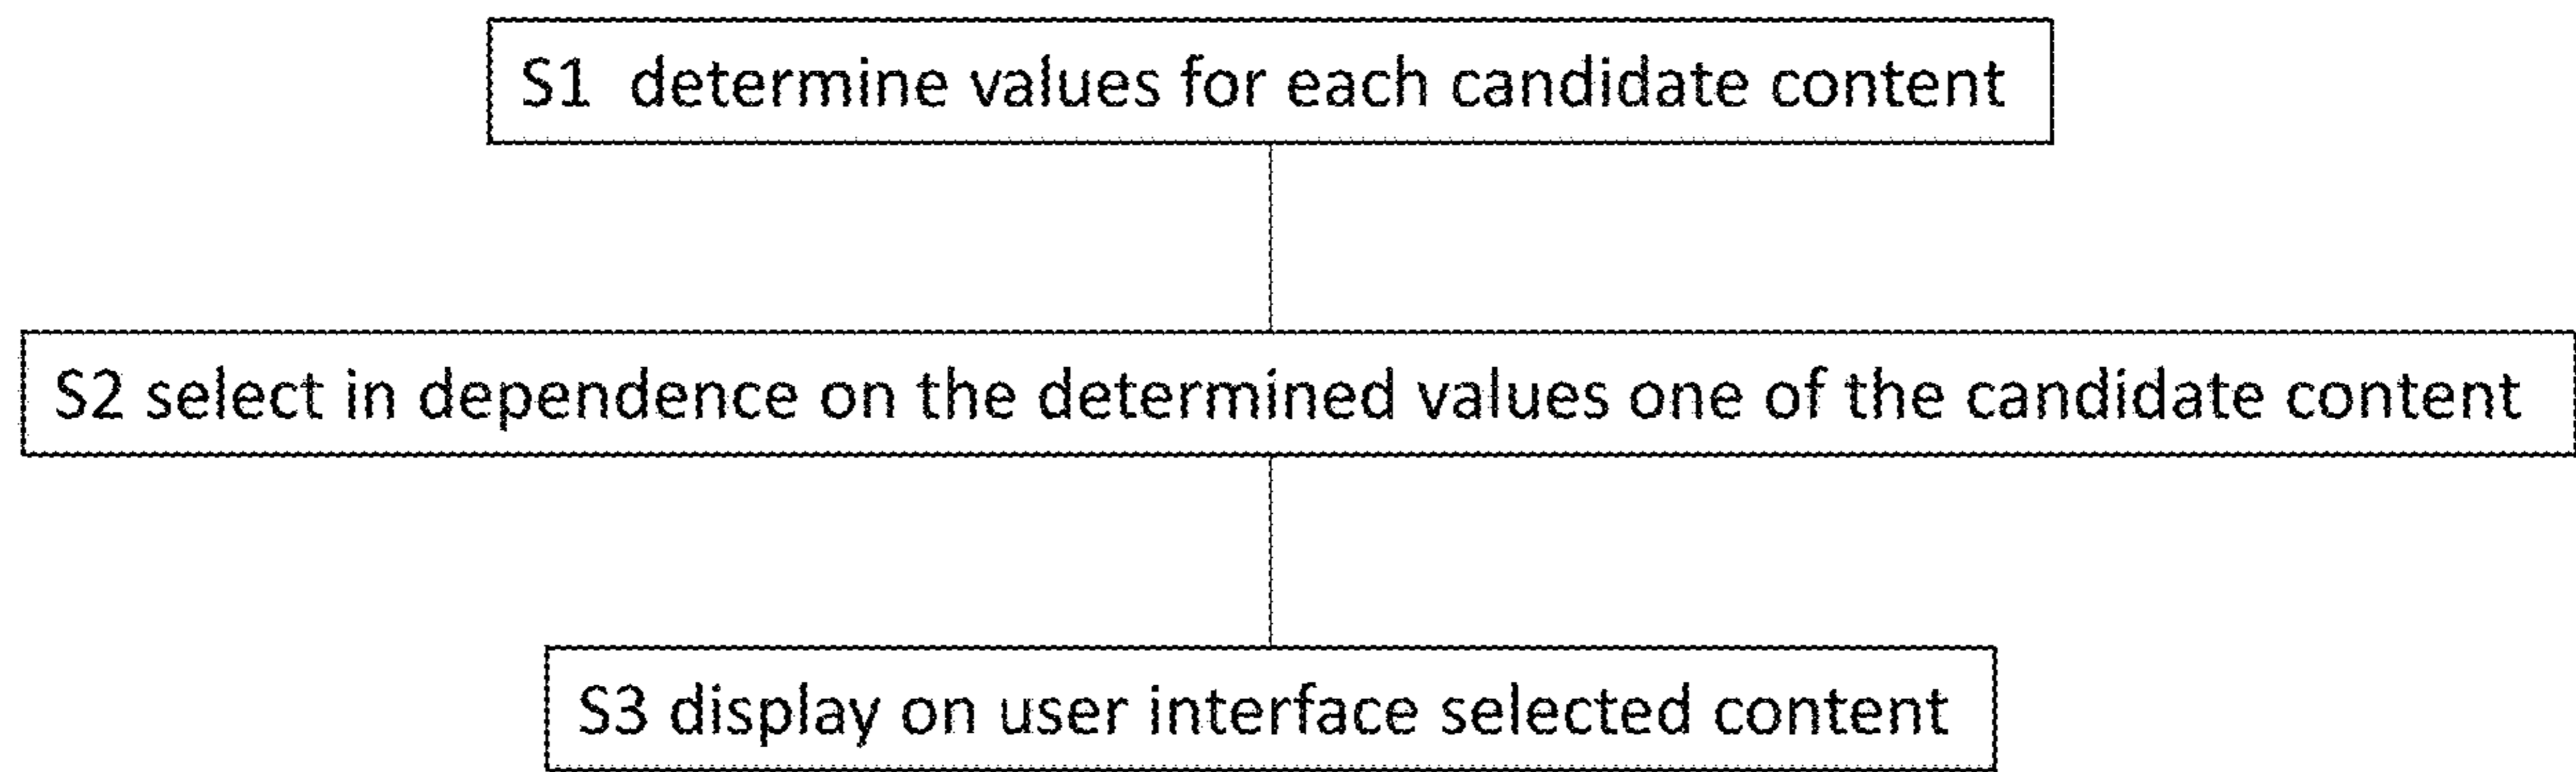 S1 determine values for each candidate content
S2 select in dependence on the determined values one of the candidate content
S3 display on user interface selected content